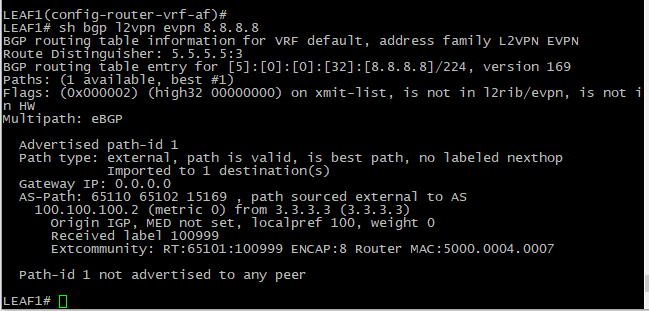 LEAF1(config-router-vrf-af)#
LEAF1# sh bgp l2vpn evpn 8.8.8.8
BGP routing table information for VRF default, address family L2VPN EVPN
Route Distinguisher: 5.5.5.5:3
BGP routing table entry for [5]:[0]:[0]:[32]:[8.8.8.8]/224, version 169
Paths: (1 available, best #1)
Flags: (0x000002) (high32 00000000) on xmit-list, is not in l2rib/evpn, is not i
n HW
Multipath: eBGP
Advertised path-id 1
Path type: external, path is valid, is best path, no labeled nexthop
Imported to 1 destination(s)
Gateway IP: 0.0.0.0
AS-Path: 65110 65102 15169 , path sourced external to AS
100.100.100.2 (metric 0) from 3.3.3.3 (3.3.3.3)
Origin IGP, MED not set, localpref 100, weight 0
Received label 100999
Extcommunity: RT:65101:100999 ENCAP:8 Router MAC:5000.0004.0007
Path-id 1 not advertised to any peer
LEAF1#